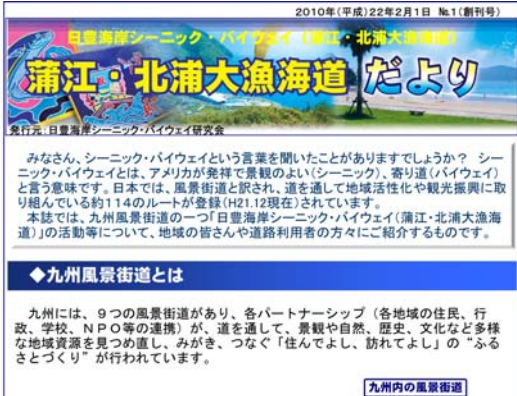 2010年(平成)22年2月1日 №1(創刊号)
日豊海岸シーニック・バイウェイ(蒲江・北浦大漁海道)
蒲江・北浦大漁海道 だより
発行元:日豊海岸シーニック・バイウェイ研究会
みなさん、シーニック・バイウェイという言葉を聞いたことがありますでしょうか? シー
ニック・バイウェイとは、アメリカが発祥で景観のよい(シーニック)、寄り道(バイウェイ)
と言う意味です。日本では、風景街道と訳され、道を通して地域活性化や観光振興に取
り組んでいる約114のルートが登録(H21.12現在)されています。
本誌では、九州風景街道の一つ「日豊海岸シーニック・バイウェイ(蒲江・北浦大漁海
道)」の活動等について、地域の皆さんや道路利用者の方々にご紹介するものです。
◆九州風景街道とは
九州には、9つの風景街道があり、各パートナーシップ(各地域の住民、行
政、学校、NPO等の連携)が、道を通して、景観や自然、歴史、文化など多様
な地域資源を見つめ直し、みがき、つなぐ「住んでよし、訪れてよし」の“ふる
さとづくり”が行われています。
九州内の風景街道